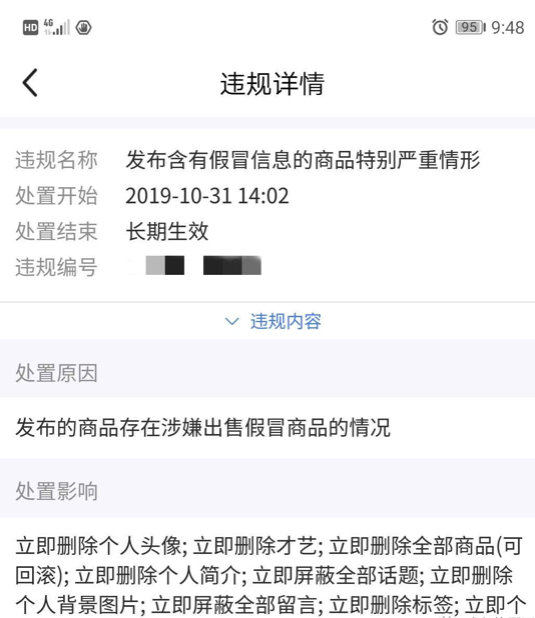 HD 4G 95 9:48
违规详情
违规名称 发布含有假冒信息的商品特别严重情形
处置开始 2019-10-31 14:02
处置结束 长期生效
违规编号
违规内容
处置原因
发布的商品存在涉嫌出售假冒商品的情况
处置影响
立即删除个人头像; 立即删除才艺; 立即删除全部商品(可
回滚); 立即删除个人简介; 立即屏蔽全部话题; 立即删除
个人背景图片; 立即屏蔽全部留言; 立即删除标签; 立即个